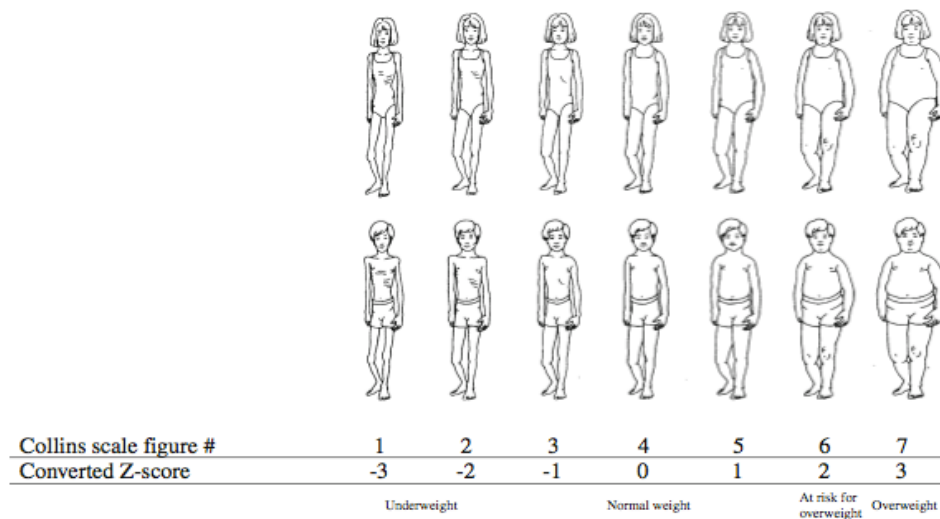 Collins scale figure # 1 2 3 4 5 6 7
Converted Z-score -3 -2 -1 0 1 2 3
Underweight Normal weight At risk for overweight Overweight